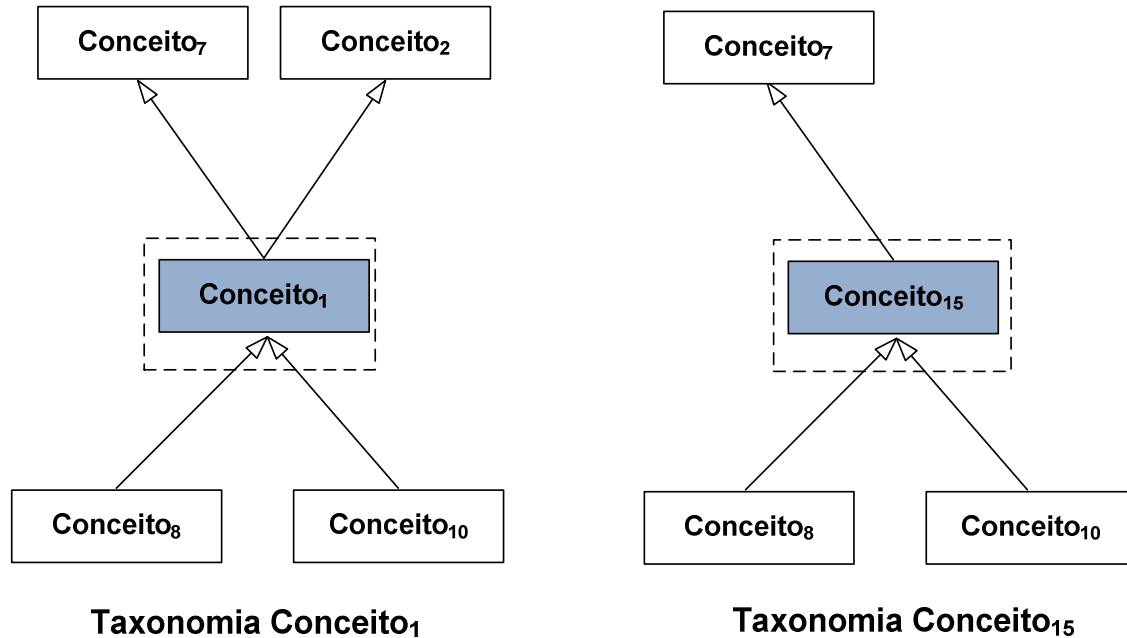 Conceito₇
Conceito₂
Conceito₁
Conceito₈
Conceito₁₀
Taxonomia Conceito₁
Conceito₇
Conceito₁₅
Conceito₈
Conceito₁₀
Taxonomia Conceito₁₅